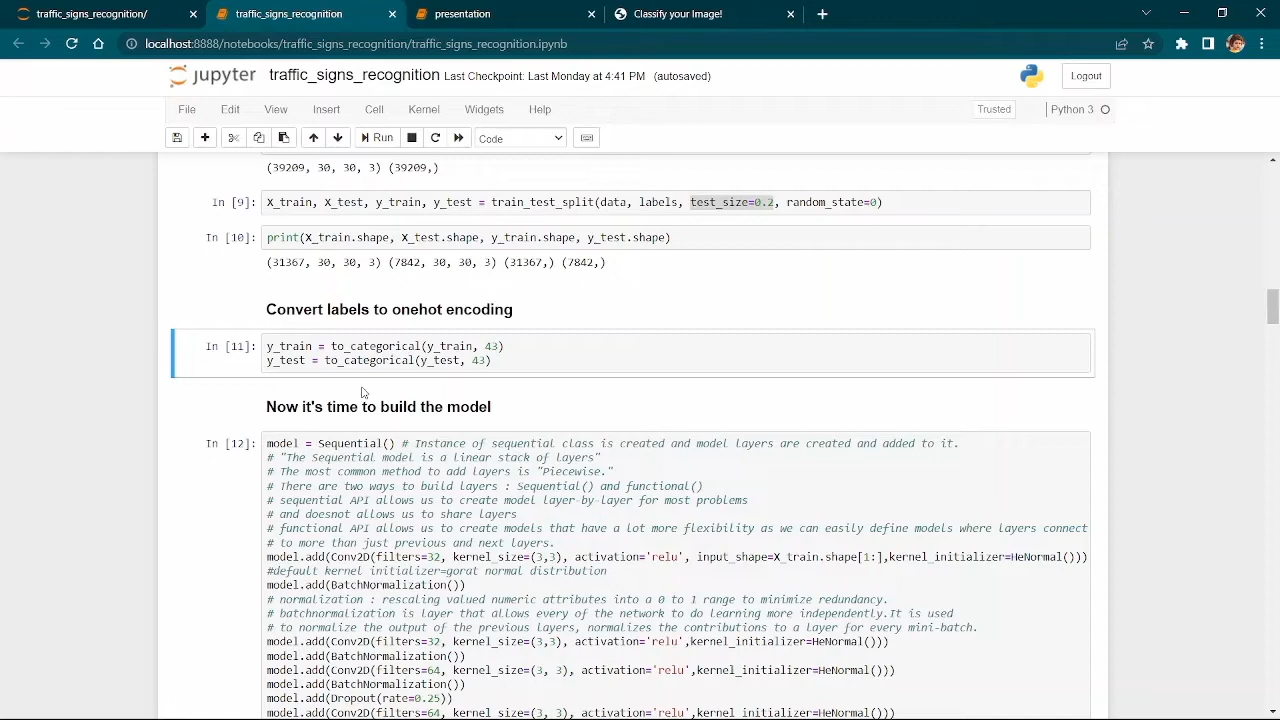 traffic_signs_recognition/
traffic_signs_recognition
presentation
Classify your Image!
localhost:8888/notebooks/traffic_signs_recognition/traffic_signs_recognition.ipynb
jupyter traffic_signs_recognition Last Checkpoint: Last Monday at 4:41 PM (autosaved)
Logout
File Edit View Insert Cell Kernel Widgets Help
Trusted
Python 3
Run
Code
(39209, 30, 30, 3) (39209,)
In [9]: X_train, X_test, y_train, y_test = train_test_split(data, labels, test_size=0.2, random_state=0)
In [10]: print(X_train.shape, X_test.shape, y_train.shape, y_test.shape)
(31367, 30, 30, 3) (7842, 30, 30, 3) (31367,) (7842,)
Convert labels to onehot encoding
In [11]: y_train = to_categorical(y_train, 43)
y_test = to_categorical(y_test, 43)
Now it's time to build the model
In [12]: model = Sequential() # Instance of sequential class is created and model layers are created and added to it.
# "The Sequential model is a linear stack of layers"
# The most common method to add layers is "Piecewise."
# There are two ways to build layers : Sequential() and functional()
# sequential API allows us to create model layer-by-layer for most problems
# and doesnot allows us to share layers
# functional API allows us to create models that have a lot more flexibility as we can easily define models where layers connect
# to more than just previous and next layers.
model.add(Conv2D(filters=32, kernel_size=(3,3), activation='relu', input_shape=X_train.shape[1:],kernel_initializer=HeNormal()))
#default kernel initializer=gorat normal distribution
model.add(BatchNormalization())
# normalization : rescaling valued numeric attributes into a 0 to 1 range to minimize redundancy.
# batchnormalization is layer that allows every of the network to do learning more independently.It is used
# to normalize the output of the previous layers, normalizes the contributions to a layer for every mini-batch.
model.add(Conv2D(filters=32, kernel_size=(3,3), activation='relu',kernel_initializer=HeNormal()))
model.add(BatchNormalization())
model.add(Conv2D(filters=64, kernel_size=(3, 3), activation='relu',kernel_initializer=HeNormal()))
model.add(BatchNormalization())
model.add(Dropout(rate=0.25))
model.add(Conv2D(filters=64, kernel_size=(3, 3), activation='relu',kernel_initializer=HeNormal()))